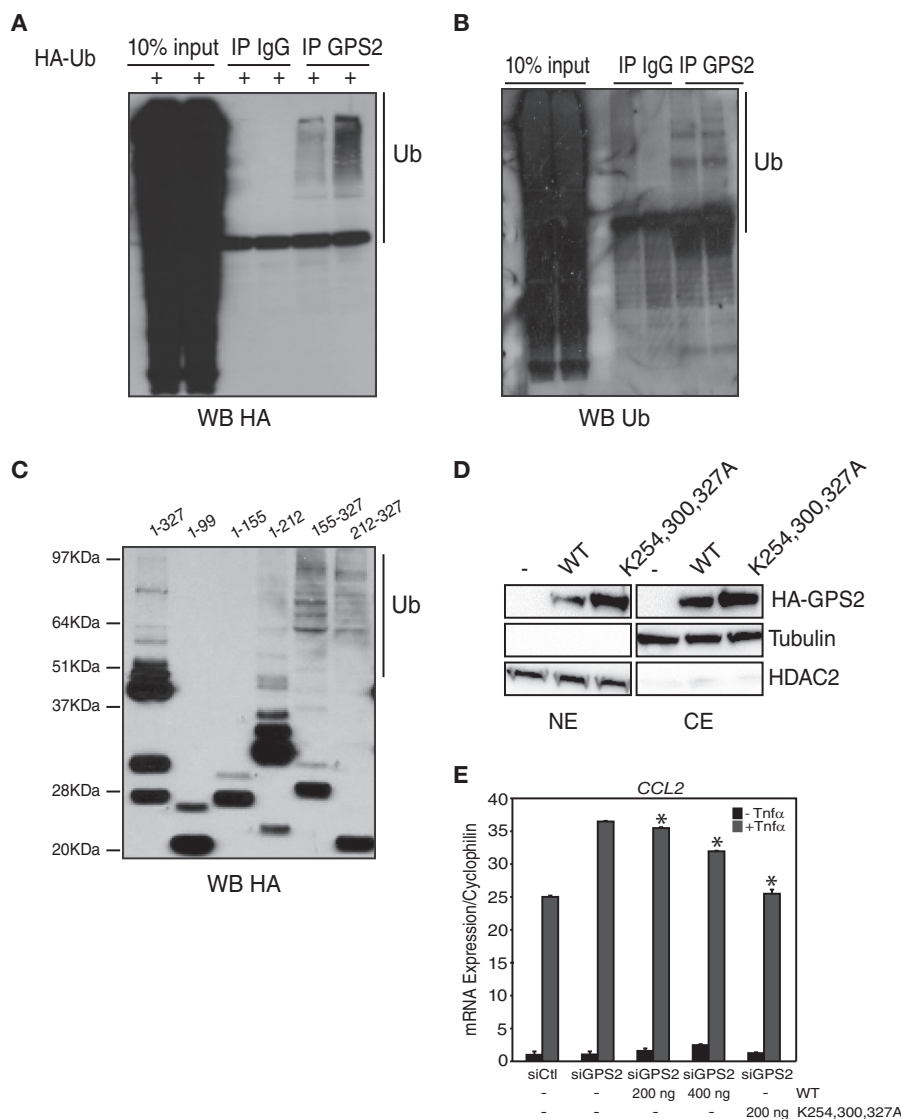 A
HA-Ub
10% input IP IgG IP GPS2
+ + + + + +
Ub
WB HA
B
10% input IP IgG IP GPS2
Ub
WB Ub
C
1-327 1-99 1-155 1-212 155-327 212-327
97KDa
64KDa
51KDa
37KDa
28KDa
20KDa
Ub
WB HA
D
- WT K254,300,327A - WT K254,300,327A
HA-GPS2
Tubulin
HDAC2
NE CE
E
CCL2
- Tnfα
+Tnfα
mRNA Expression/Cyclophilin
40
35
30
25
20
15
10
5
0
* * *
siCtl siGPS2 siGPS2 siGPS2 siGPS2
- - 200 ng 400 ng - WT
- - - - 200 ng K254,300,327A